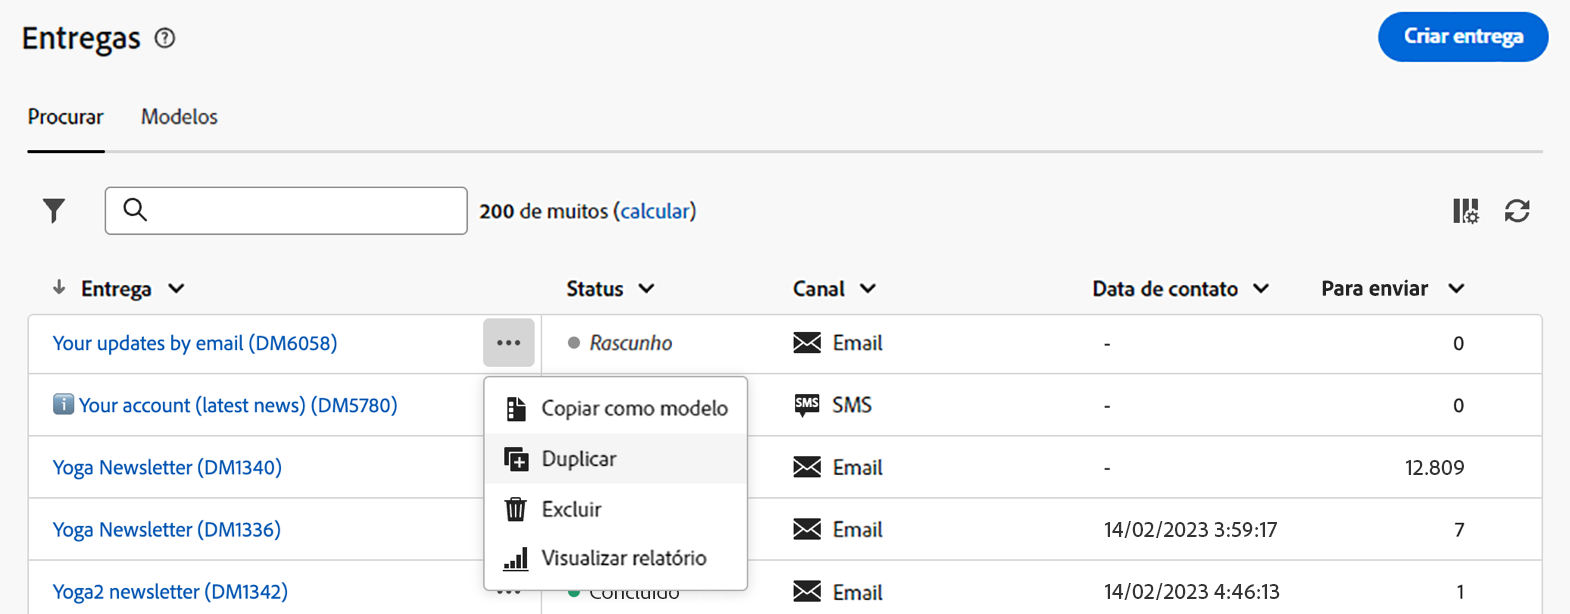 Entregas
Criar entrega
Procurar Modelos
200 de muitos (calcular)
Entrega Status Canal Data de contato Para enviar
Your updates by email (DM6058) Rascunho Email - 0
Your account (latest news) (DM5780) SMS SMS - 0
Copiar como modelo
Duplicar
Yoga Newsletter (DM1340) Email - 12.809
Excluir
Yoga Newsletter (DM1336) Email 14/02/2023 3:59:17 7
Visualizar relatório
Yoga2 newsletter (DM1342) Concluído Email 14/02/2023 4:46:13 1